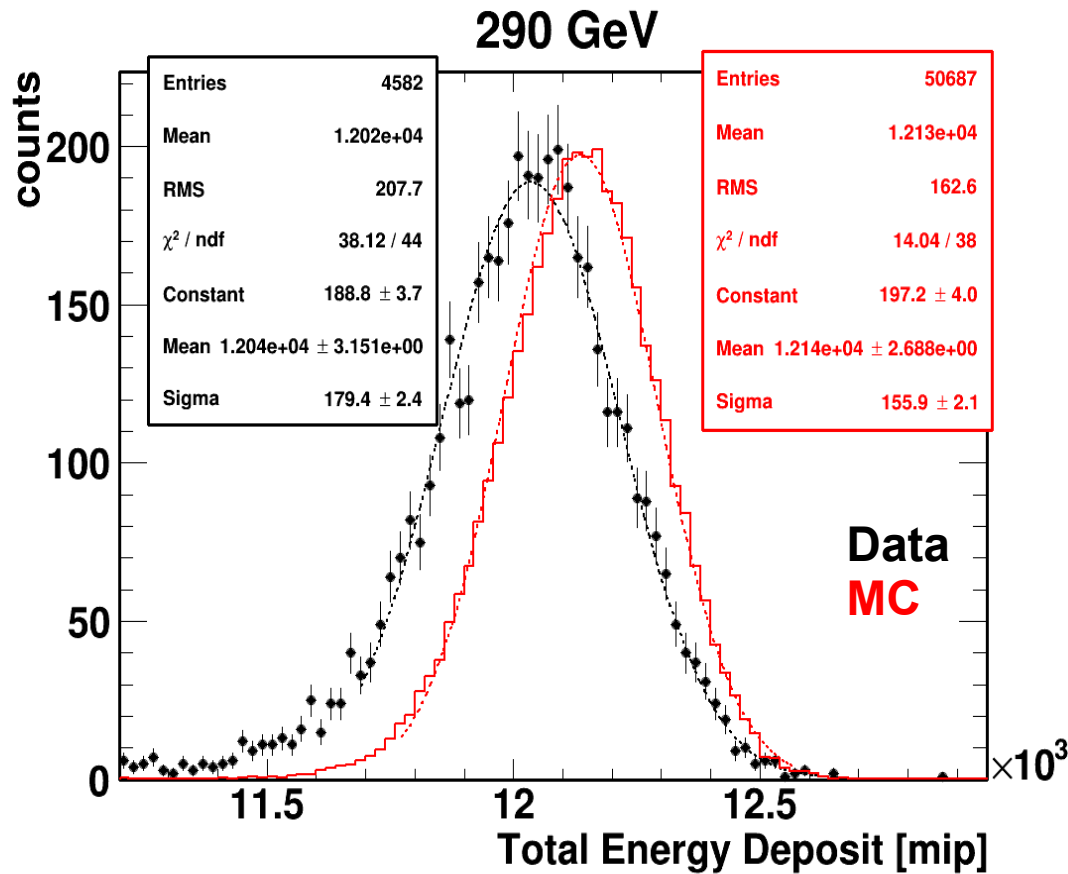 290 GeV
counts
Entries 4582
Mean 1.202e+04
RMS 207.7
χ² / ndf 38.12 / 44
Constant 188.8 ± 3.7
Mean 1.204e+04 ± 3.151e+00
Sigma 179.4 ± 2.4
Entries 50687
Mean 1.213e+04
RMS 162.6
χ² / ndf 14.04 / 38
Constant 197.2 ± 4.0
Mean 1.214e+04 ± 2.688e+00
Sigma 155.9 ± 2.1
200
150
100
50
0
Data
MC
11.5 12 12.5
×10³
Total Energy Deposit [mip]